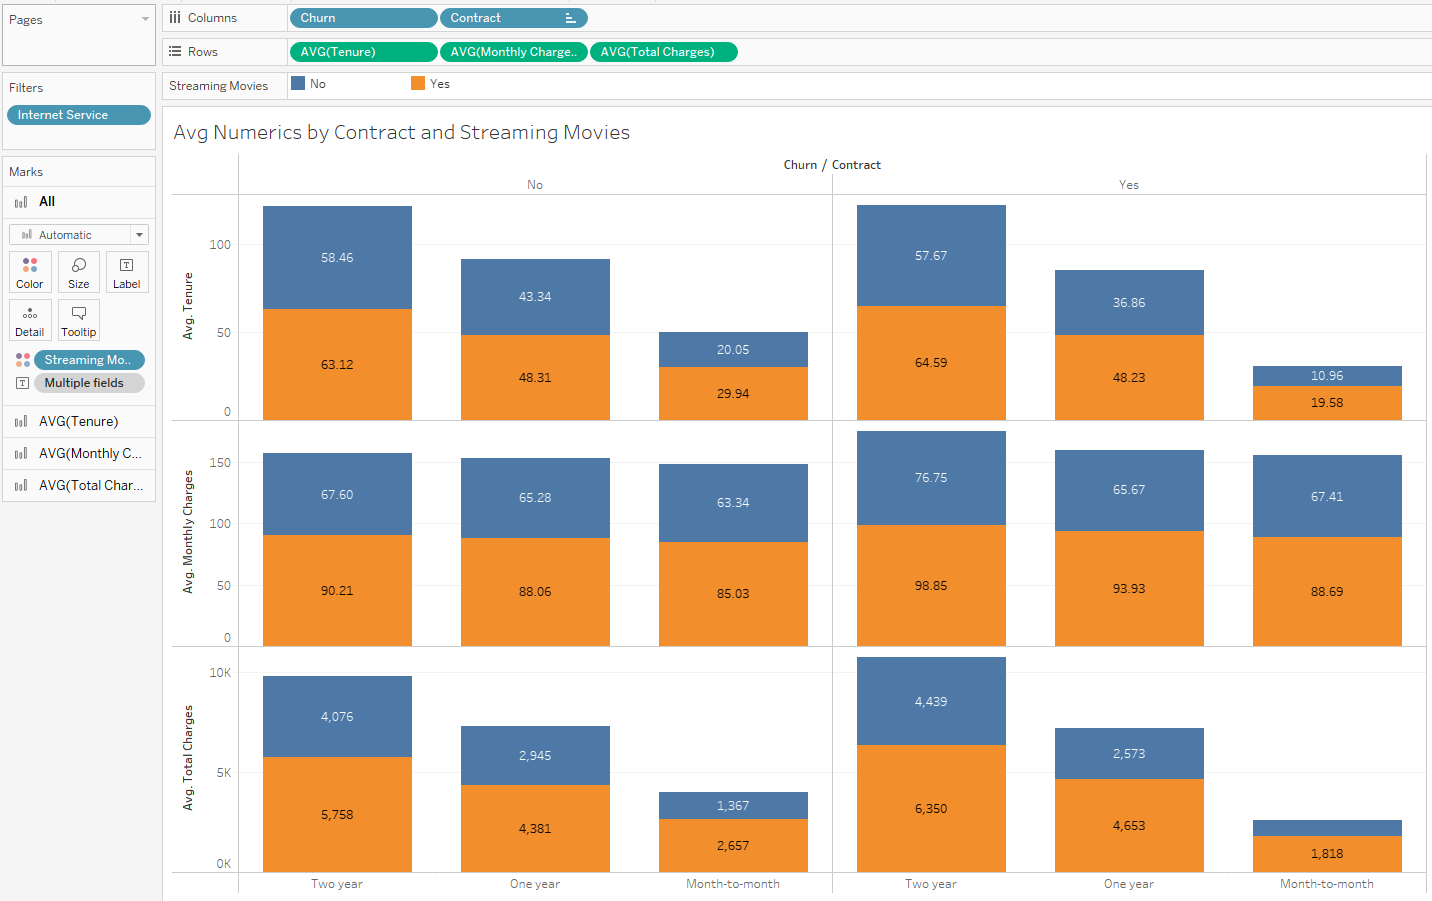 Pages
Columns
Churn
Contract
Rows
AVG(Tenure)
AVG(Monthly Charge..
AVG(Total Charges)
Filters
Internet Service
Streaming Movies
No
Yes
Marks
All
Automatic
Color
Size
Label
Detail
Tooltip
Streaming Mo..
Multiple fields
AVG(Tenure)
AVG(Monthly C...
AVG(Total Char...
Avg Numerics by Contract and Streaming Movies
Churn / Contract
No
Yes
Avg. Tenure
100
50
0
58.46
43.34
20.05
57.67
36.86
10.96
63.12
48.31
29.94
64.59
48.23
19.58
Avg. Monthly Charges
150
100
50
0
67.60
65.28
63.34
76.75
65.67
67.41
90.21
88.06
85.03
98.85
93.93
88.69
Avg. Total Charges
10K
5K
0K
4,076
2,945
1,367
4,439
2,573
5,758
4,381
2,657
6,350
4,653
1,818
Two year
One year
Month-to-month
Two year
One year
Month-to-month